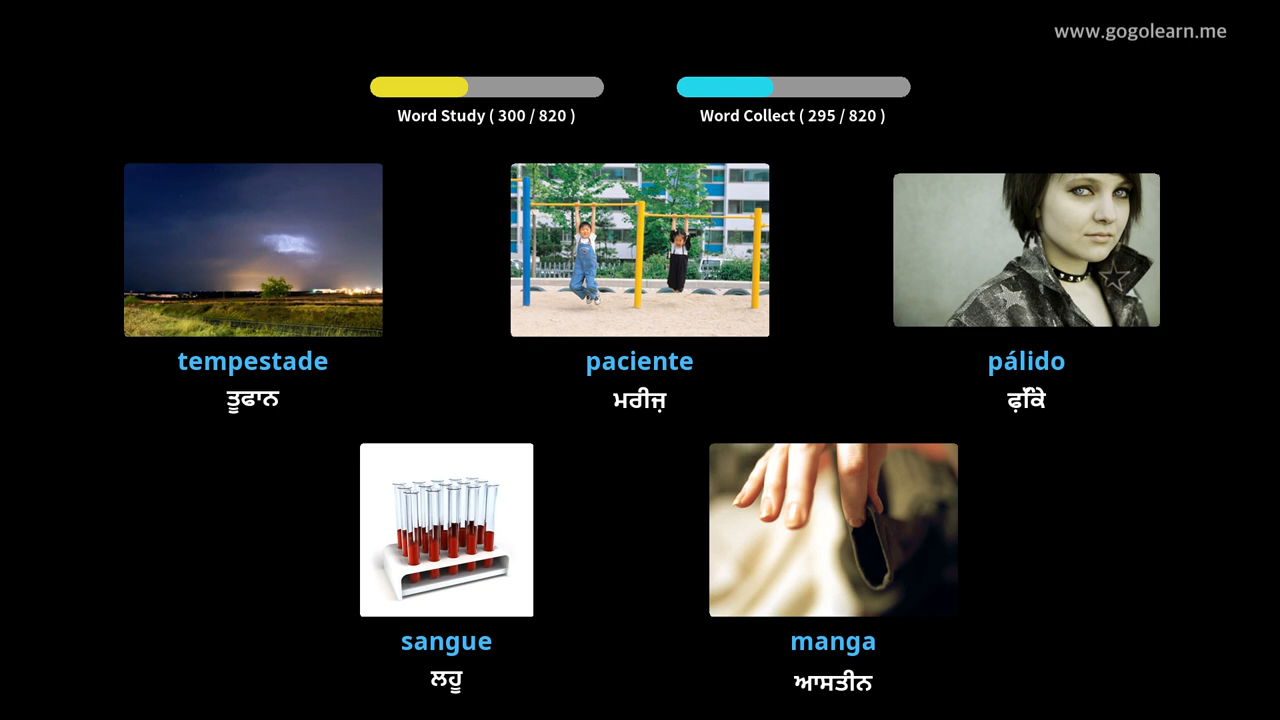 www.gogolearn.me
Word Study ( 300 / 820 )
Word Collect ( 295 / 820 )
tempestade
ਤੂਫਾਨ
paciente
ਮਰੀਜ਼
pálido
ਫ਼ਿੱਕੇ
sangue
ਲਹੂ
manga
ਆਸਤੀਨ